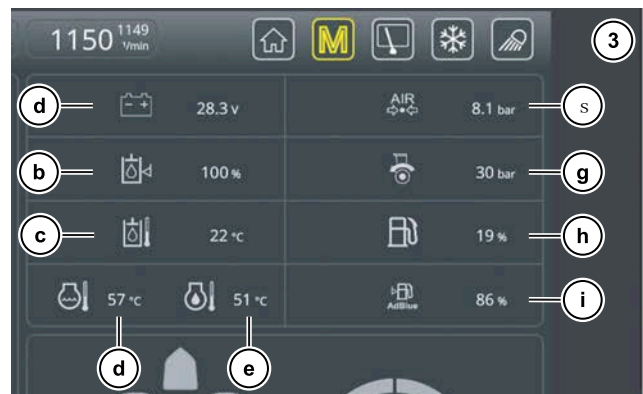 1150 1149 1/min M 3
d - + 28.3 v AIR 8.1 bar s
b 100 % 30 bar g
c 22 °C 19 % h
57 °C 51 °C AdBlue 86 % i
d e